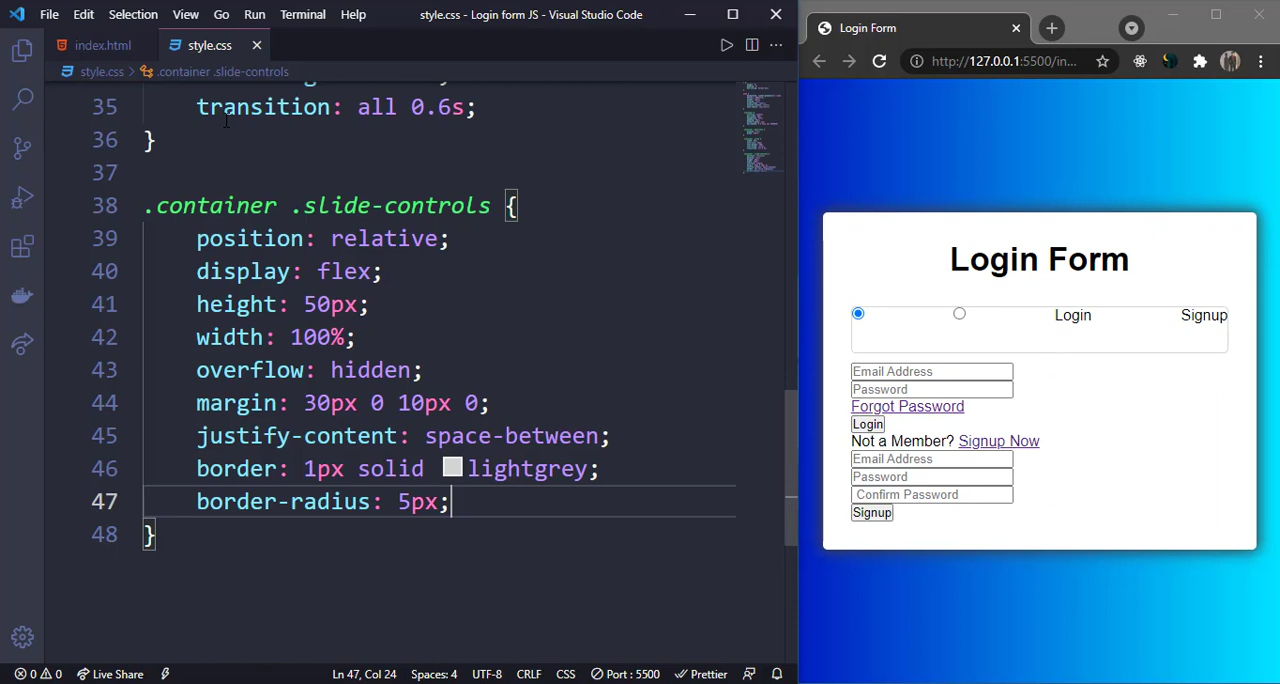 File Edit Selection View Go Run Terminal Help style.css - Login form JS - Visual Studio Code
index.html style.css
style.css > .container .slide-controls
35 transition: all 0.6s;
36 }
37
38 .container .slide-controls {
39 position: relative;
40 display: flex;
41 height: 50px;
42 width: 100%;
43 overflow: hidden;
44 margin: 30px 0 10px 0;
45 justify-content: space-between;
46 border: 1px solid lightgrey;
47 border-radius: 5px;
48 }
0 0 Live Share Ln 47, Col 24 Spaces: 4 UTF-8 CRLF CSS Port : 5500 Prettier
Login Form
http://127.0.0.1:5500/in...
Login Form
Login Signup
Email Address
Password
Forgot Password
Login
Not a Member? Signup Now
Email Address
Password
Confirm Password
Signup